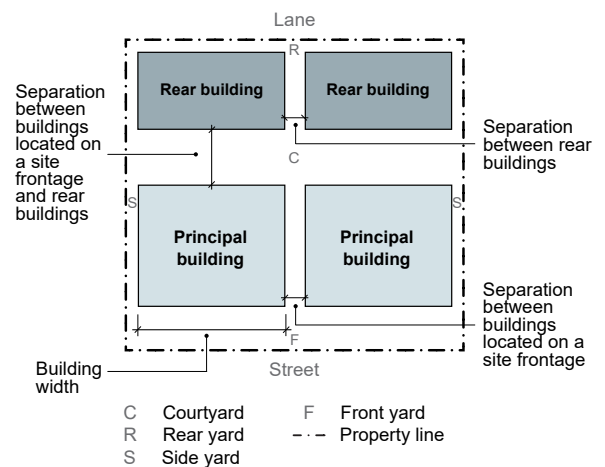 Lane
R
Rear building
Rear building
Separation
between
buildings
located on
a site
frontage
and rear
buildings
Separation
between rear
buildings
C
S
S
Principal
building
Principal
building
Separation
between
buildings
located on a
site frontage
F
Building
width
Street
C Courtyard
F Front yard
R Rear yard
Property line
S Side yard